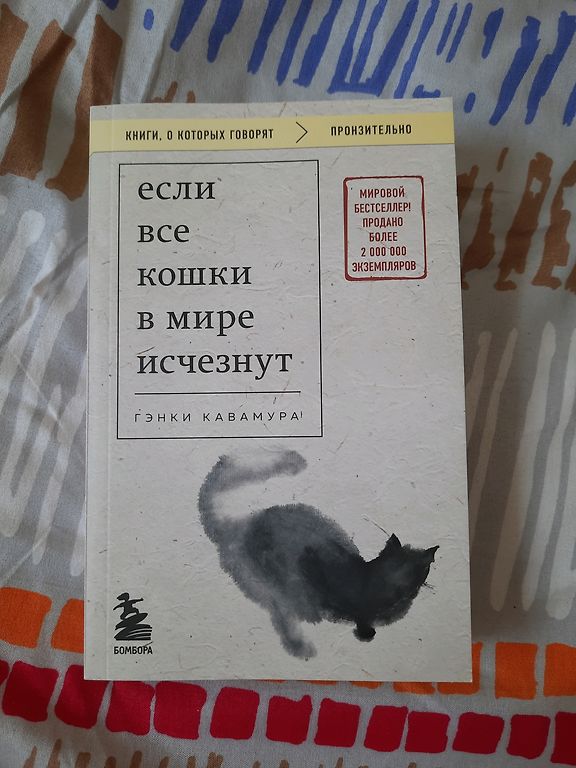 КНИГИ, О КОТОРЫХ ГОВОРЯТ > ПРОНЗИТЕЛЬНО
если
все
кошки
в мире
исчезнут
ГЭНКИ КАВАМУРА
МИРОВОЙ
БЕСТСЕЛЛЕР!
ПРОДАНО
БОЛЕЕ
2 000 000
ЭКЗЕМПЛЯРОВ
БОМБОРА